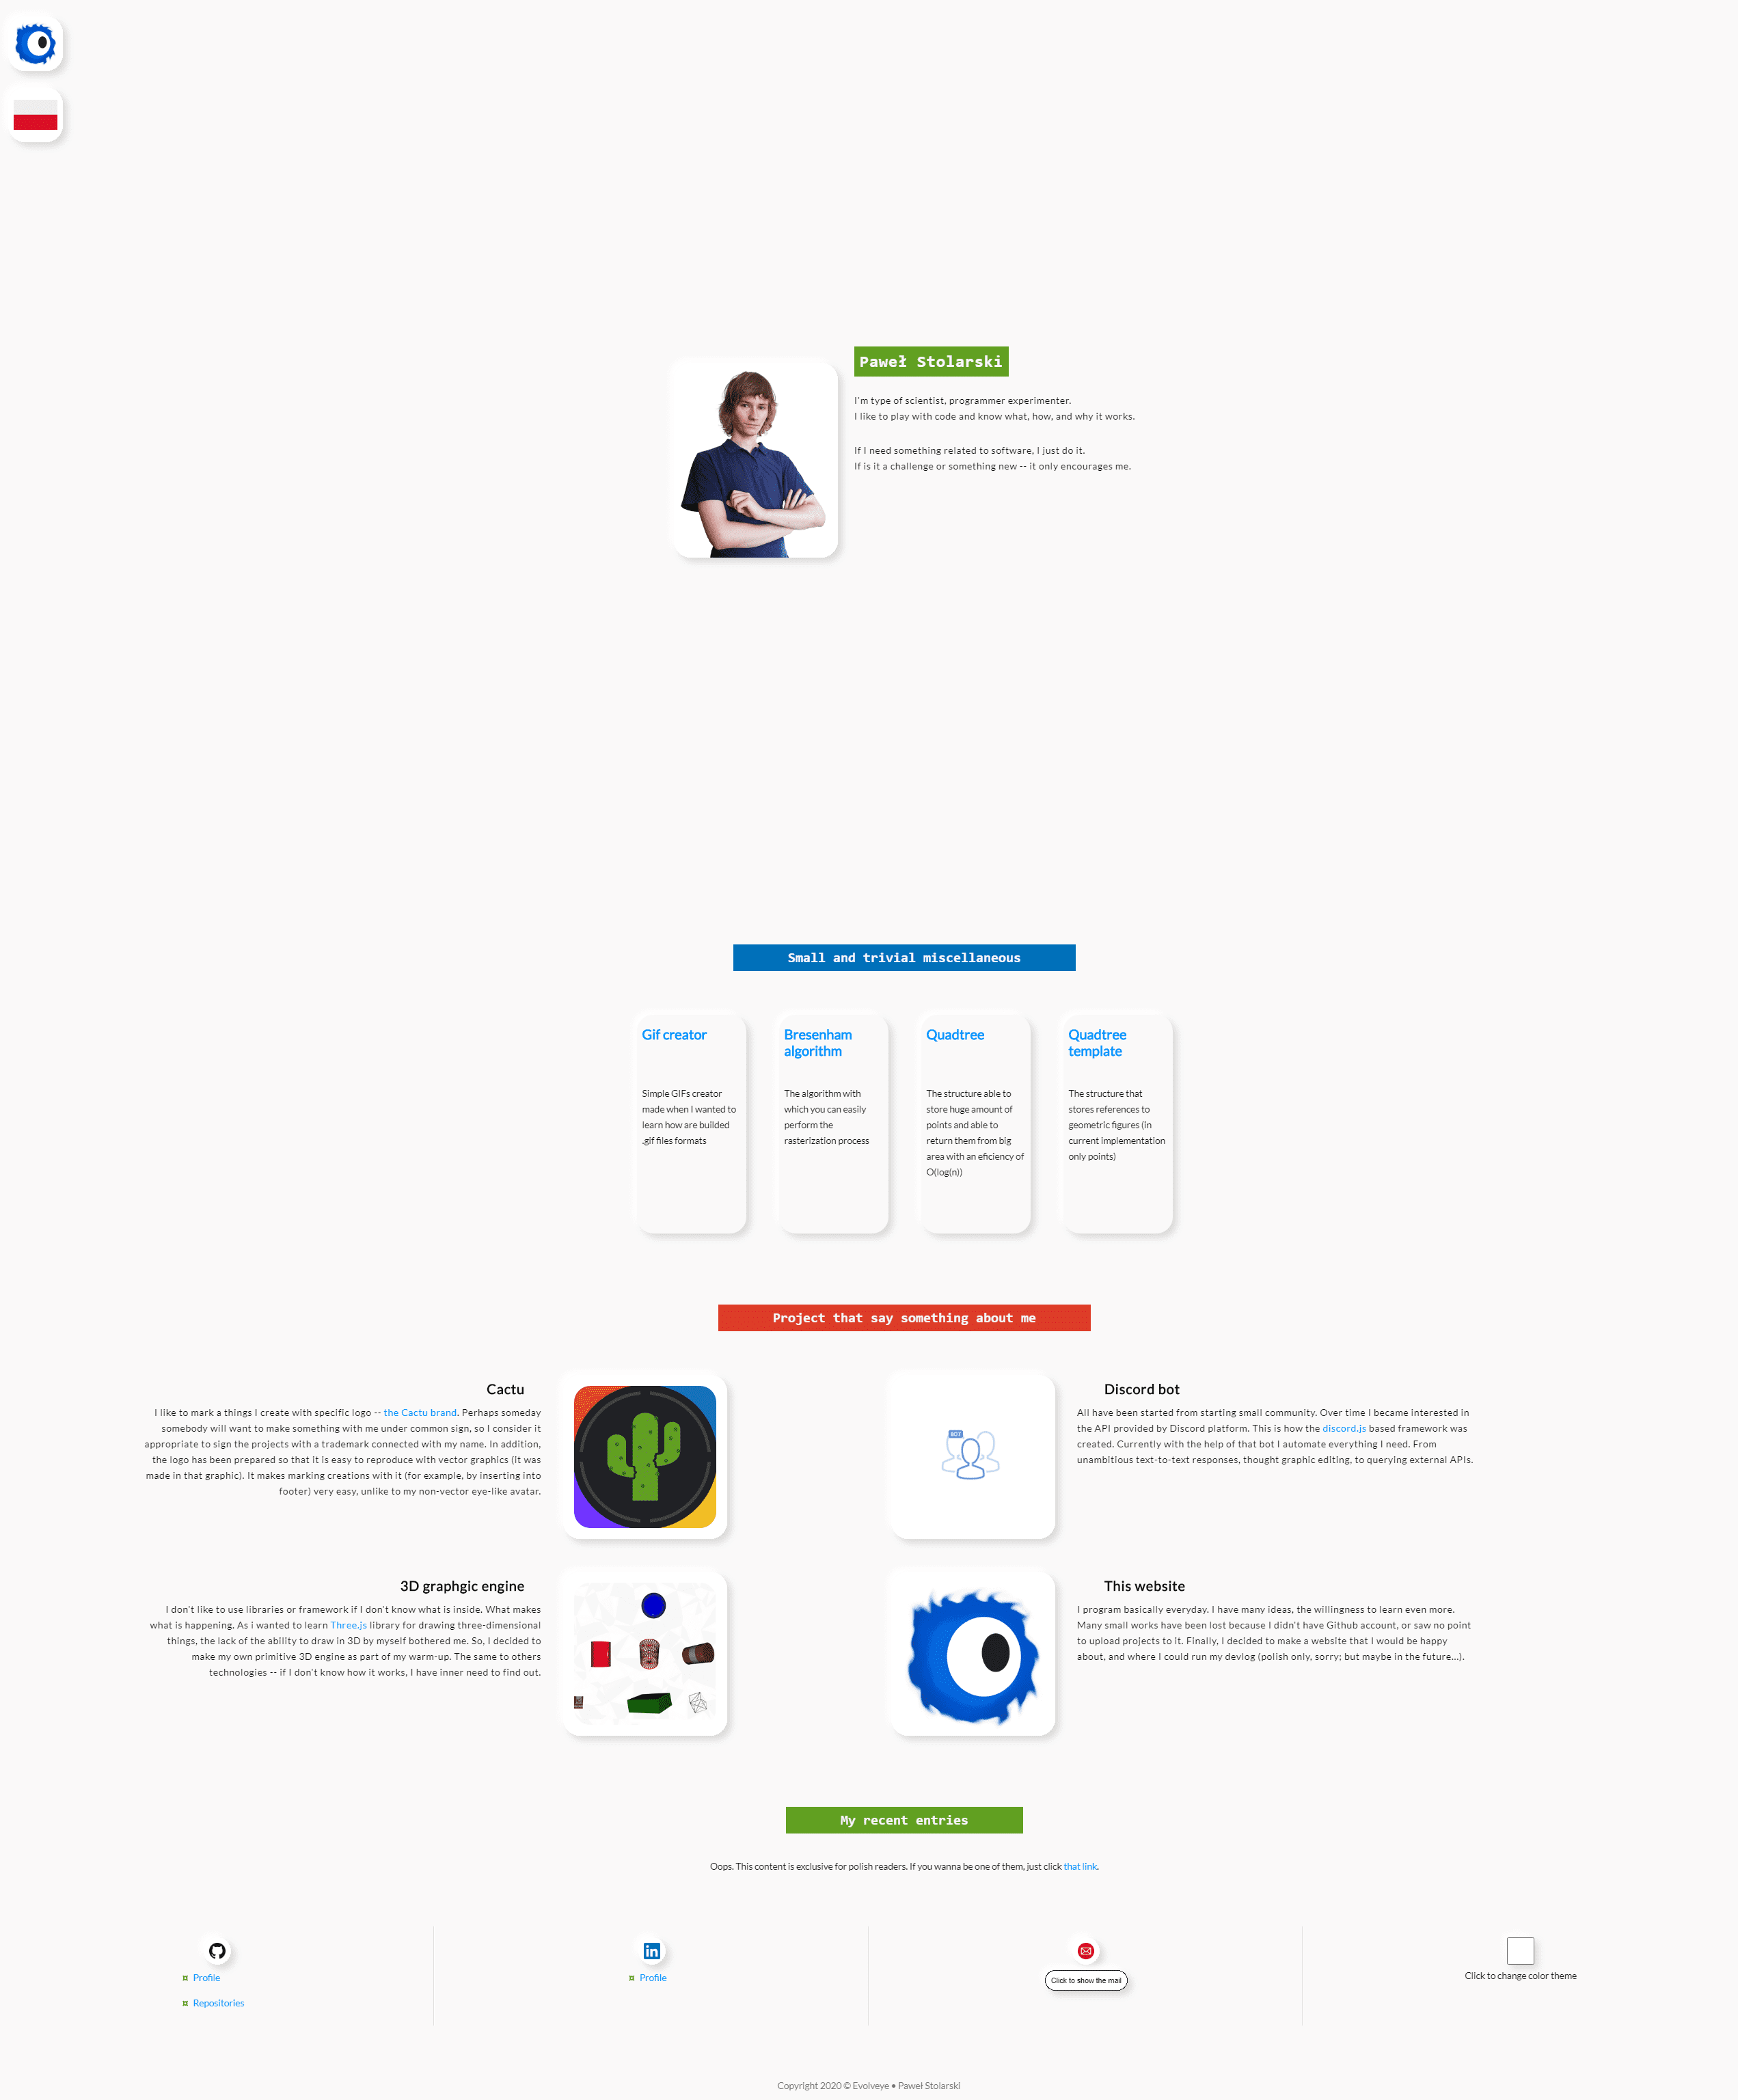 Paweł Stolarski
I'm type of scientist, programmer experimenter.
I like to play with code and know what, how, and why it works.
If I need something related to software, I just do it.
If is it a challenge or something new -- it only encourages me.
Small and trivial miscellaneous
Gif creator
Simple GIFs creator
made when I wanted to
learn how are builded
.gif files formats
Bresenham
algorithm
The algorithm with
which you can easily
perform the
rasterization process
Quadtree
The structure able to
store huge amount of
points and able to
return them from big
area with an eficiency of
O(log(n))
Quadtree
template
The structure that
stores references to
geometric figures (in
current implementation
only points)
Project that say something about me
Cactu
I like to mark a things I create with specific logo -- the Cactu brand. Perhaps someday
somebody will want to make something with me under common sign, so I consider it
appropriate to sign the projects with a trademark connected with my name. In addition,
the logo has been prepared so that it is easy to reproduce with vector graphics (it was
made in that graphic). It makes marking creations with it (for example, by inserting into
footer) very easy, unlike to my non-vector eye-like avatar.
BOT
Discord bot
All have been started from starting small community. Over time I became interested in
the API provided by Discord platform. This is how the discord.js based framework was
created. Currently with the help of that bot I automate everything I need. From
unambitious text-to-text responses, thought graphic editing, to querying external APIs.
3D graphgic engine
I don't like to use libraries or framework if I don't know what is inside. What makes
what is happening. As i wanted to learn Three.js library for drawing three-dimensional
things, the lack of the ability to draw in 3D by myself bothered me. So, I decided to
make my own primitive 3D engine as part of my warm-up. The same to others
technologies -- if I don't know how it works, I have inner need to find out.
This website
I program basically everyday. I have many ideas, the willingness to learn even more.
Many small works have been lost because I didn't have Github account, or saw no point
to upload projects to it. Finally, I decided to make a website that I would be happy
about, and where I could run my devlog (polish only, sorry; but maybe in the future...).
My recent entries
Oops. This content is exclusive for polish readers. If you wanna be one of them, just click that link.
Profile
Repositories
in
Profile
Click to show the mail
Click to change color theme
Copyright 2020 © Evolveye • Paweł Stolarski